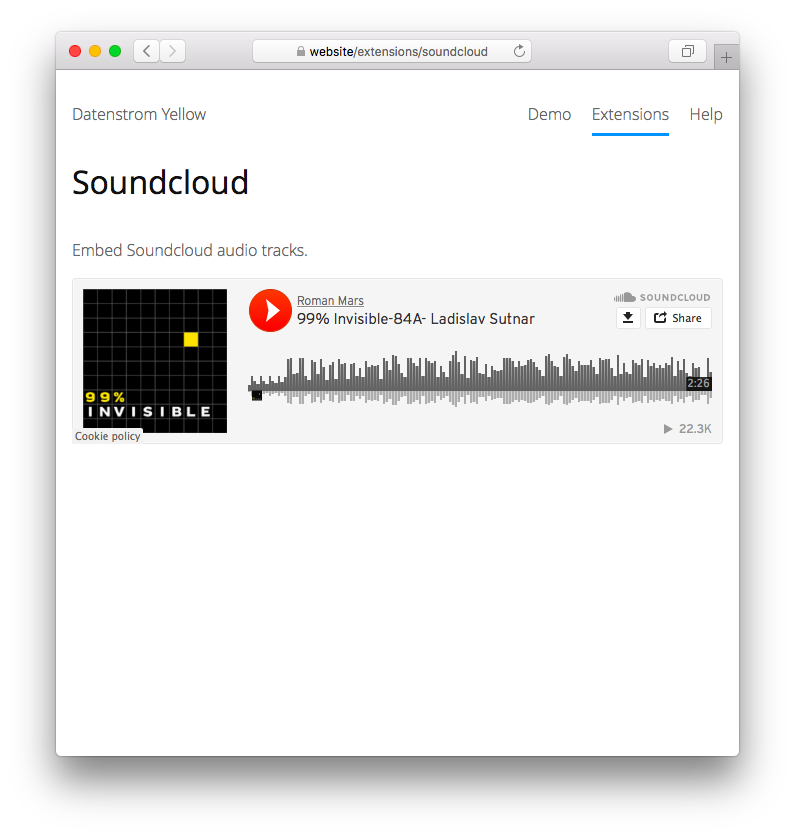 website/extensions/soundcloud
Datenstrom Yellow
Demo
Extensions
Help
Soundcloud
Embed Soundcloud audio tracks.
Roman Mars
SOUNDCLOUD
99% Invisible-84A- Ladislav Sutnar
Share
2:26
99%
INVISIBLE
Cookie policy
22.3K